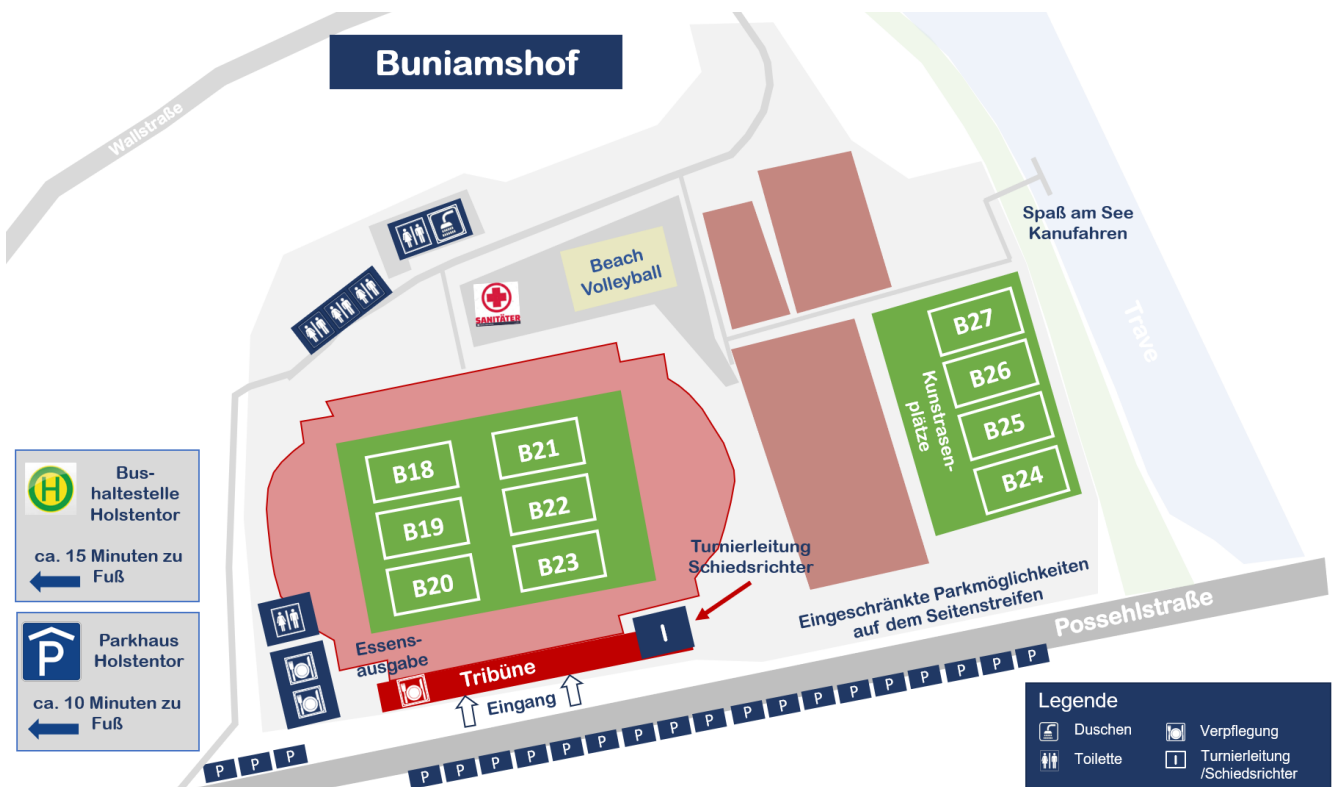 Buniamshof
Wallstraße
Spaß am See
Kanufahren
Beach
Volleyball
SANITÄTER
Trave
B27
B26
B25
B24
Kunstrasen-
plätze
B18
B19
B20
B21
B22
B23
Bus-
haltestelle
Holstentor
ca. 15 Minuten zu
Fuß
H
Turnierleitung
Schiedsrichter
I
Eingeschränkte Parkmöglichkeiten
auf dem Seitenstreifen
Possehlstraße
P
Parkhaus
Holstentor
ca. 10 Minuten zu
Fuß
Essens-
ausgabe
Tribüne
Eingang
P P P
P P P P P P P P P P P P P P P P P P
Legende
Duschen
Verpflegung
Toilette
I
Turnierleitung
/Schiedsrichter